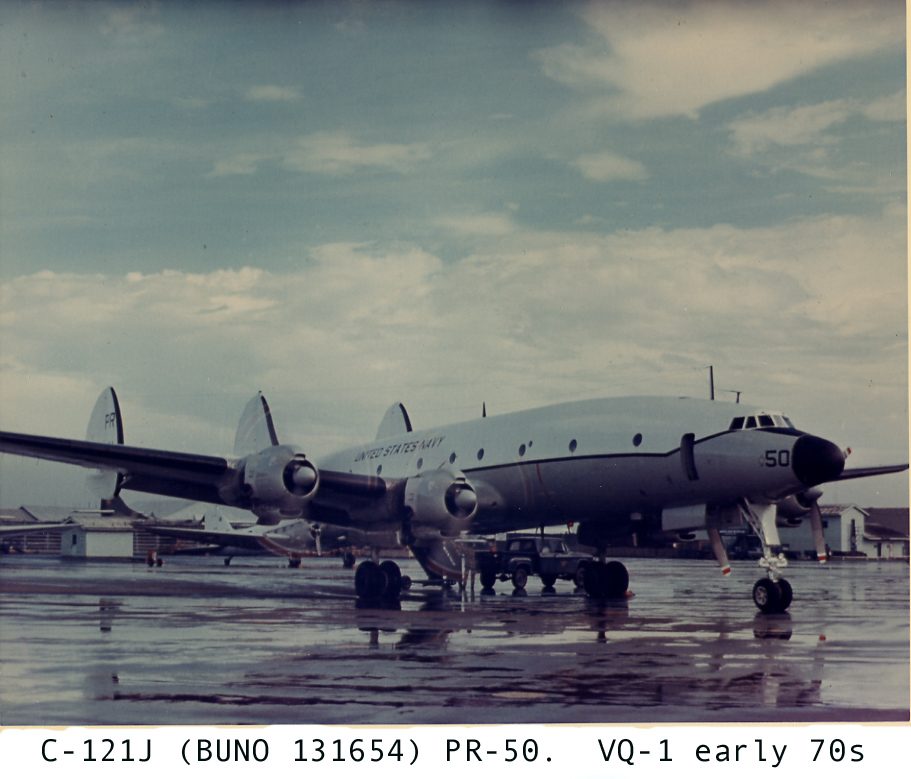 PR
UNITED STATES NAVY
50
C-121J (BUNO 131654) PR-50.  VQ-1 early 70s